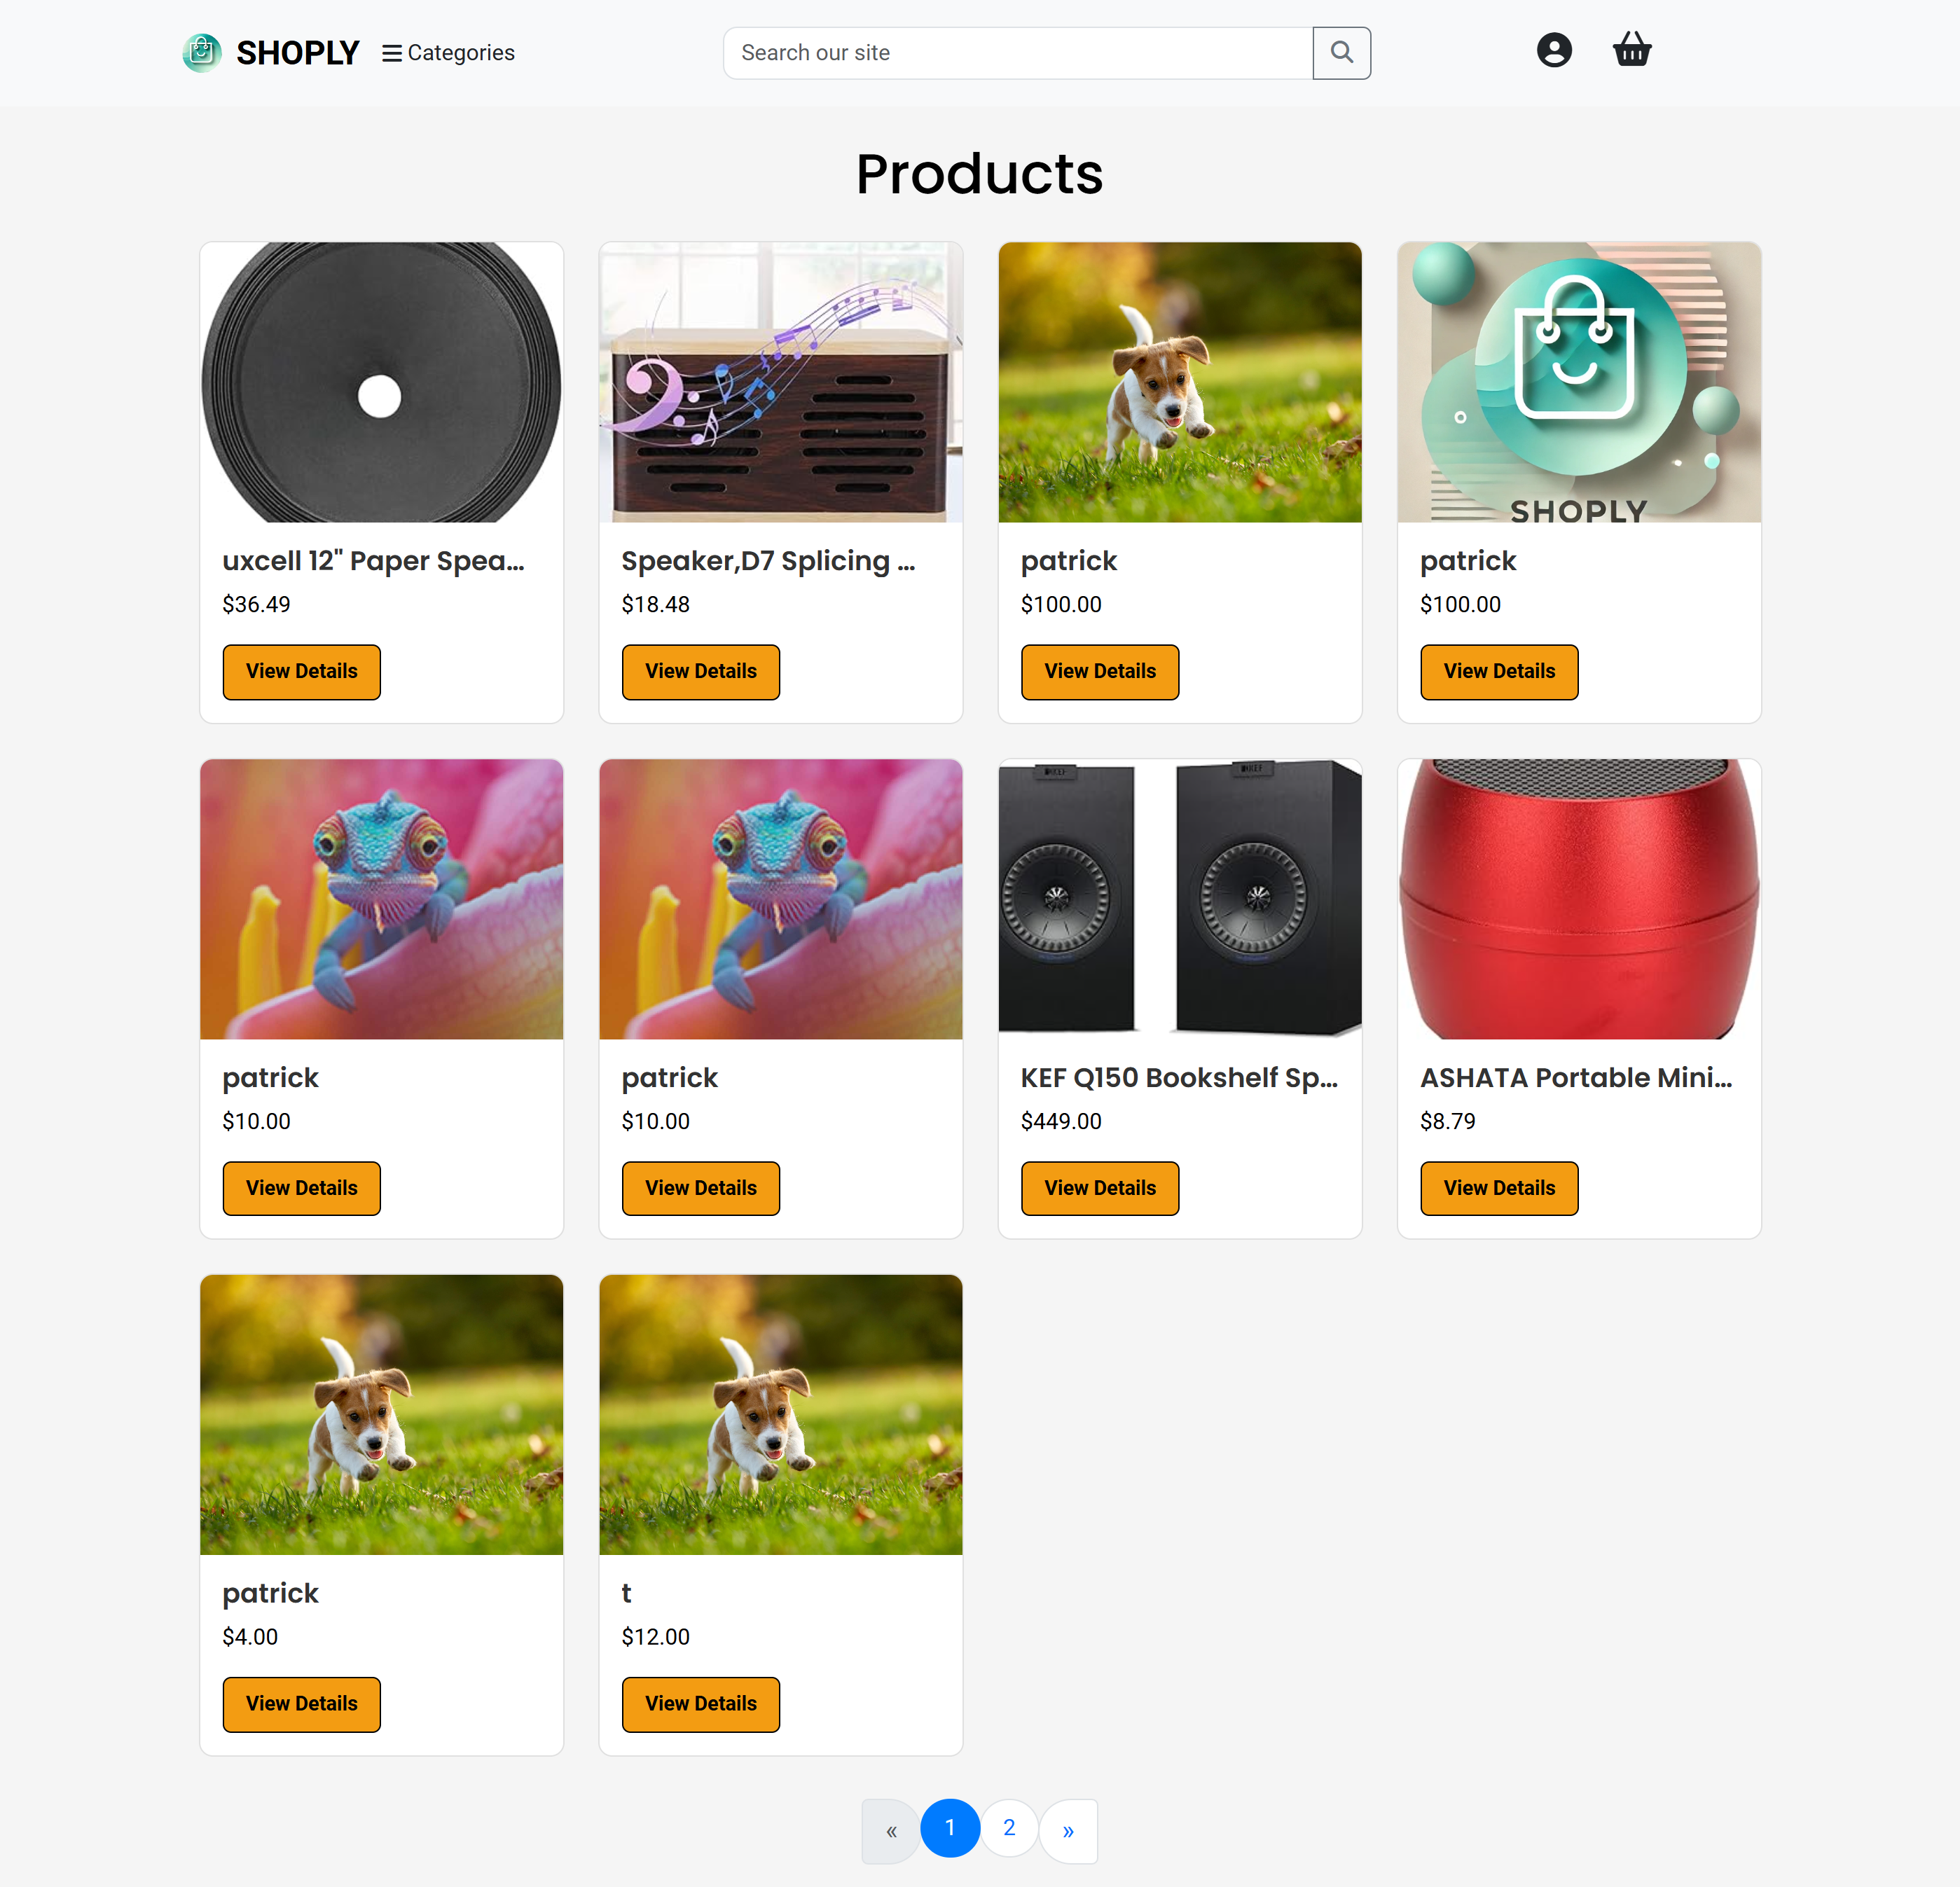 SHOPLY
Categories
Search our site
Products
SHOPLY
uxcell 12" Paper Spea...
Speaker,D7 Splicing ...
patrick
patrick
$36.49
$18.48
$100.00
$100.00
View Details
View Details
View Details
View Details
KEF
KEF
patrick
patrick
KEF Q150 Bookshelf Sp...
ASHATA Portable Mini...
$10.00
$10.00
$449.00
$8.79
View Details
View Details
View Details
View Details
patrick
t
$4.00
$12.00
View Details
View Details
« 1 2 »